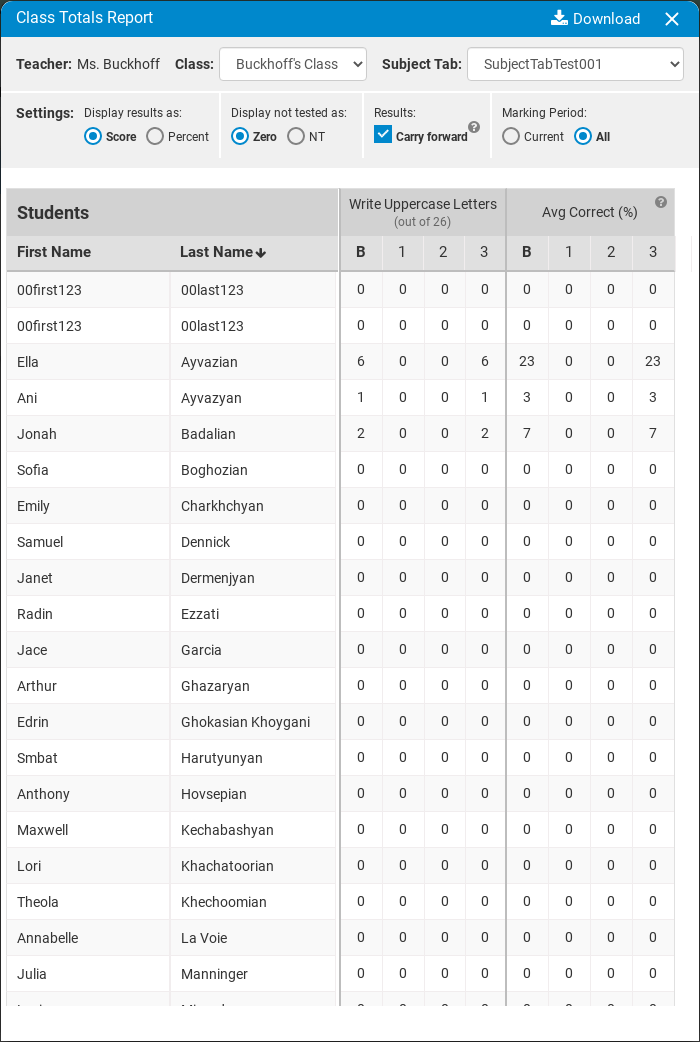 Class Totals Report Download
Teacher: Ms. Buckhoff Class: Buckhoff's Class Subject Tab: SubjectTabTest001
Settings: Display results as: Display not tested as: Results: Marking Period:
Score Percent Zero NT Carry forward ? Current All
Students Write Uppercase Letters (out of 26) Avg Correct (%) ?
First Name Last Name B 1 2 3 B 1 2 3
00first123 00last123 0 0 0 0 0 0 0 0
00first123 00last123 0 0 0 0 0 0 0 0
Ella Ayvazian 6 0 0 6 23 0 0 23
Ani Ayvazyan 1 0 0 1 3 0 0 3
Jonah Badalian 2 0 0 2 7 0 0 7
Sofia Boghozian 0 0 0 0 0 0 0 0
Emily Charkhchyan 0 0 0 0 0 0 0 0
Samuel Dennick 0 0 0 0 0 0 0 0
Janet Dermenjyan 0 0 0 0 0 0 0 0
Radin Ezzati 0 0 0 0 0 0 0 0
Jace Garcia 0 0 0 0 0 0 0 0
Arthur Ghazaryan 0 0 0 0 0 0 0 0
Edrin Ghokasian Khoygani 0 0 0 0 0 0 0 0
Smbat Harutyunyan 0 0 0 0 0 0 0 0
Anthony Hovsepian 0 0 0 0 0 0 0 0
Maxwell Kechabashyan 0 0 0 0 0 0 0 0
Lori Khachatoorian 0 0 0 0 0 0 0 0
Theola Khechoomian 0 0 0 0 0 0 0 0
Annabelle La Voie 0 0 0 0 0 0 0 0
Julia Manninger 0 0 0 0 0 0 0 0